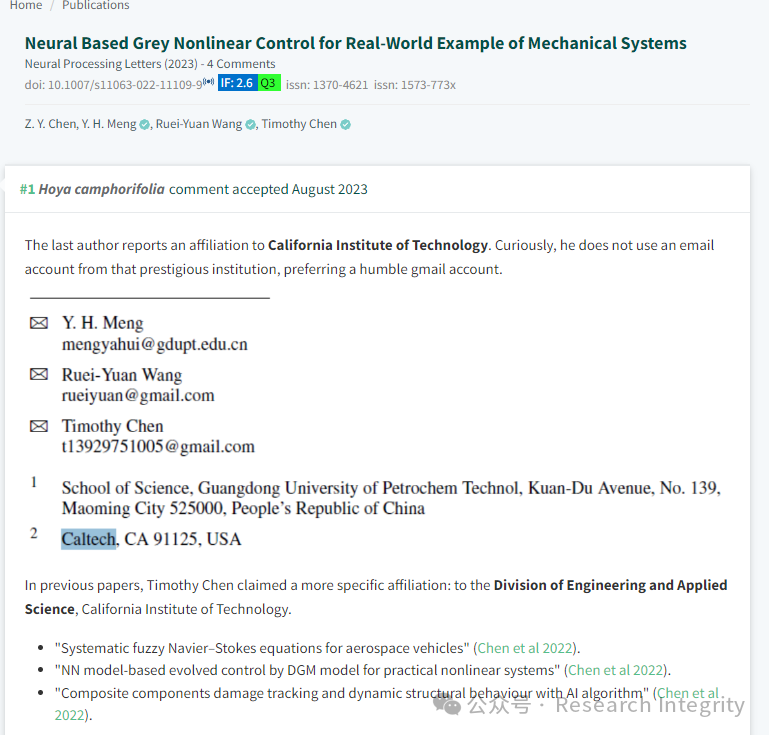 Home / Publications
Neural Based Grey Nonlinear Control for Real-World Example of Mechanical Systems
Neural Processing Letters (2023) - 4 Comments
doi: 10.1007/s11063-022-11109-9 IF: 2.6 Q3 issn: 1370-4621 issn: 1573-773x
Z. Y. Chen, Y. H. Meng, Ruei-Yuan Wang, Timothy Chen
#1 Hoya camphorifolia comment accepted August 2023
The last author reports an affiliation to California Institute of Technology. Curiously, he does not use an email
account from that prestigious institution, preferring a humble gmail account.
Y. H. Meng
mengyahui@gdupt.edu.cn
Ruei-Yuan Wang
rueiyuan@gmail.com
Timothy Chen
t13929751005@gmail.com
1 School of Science, Guangdong University of Petrochem Technol, Kuan-Du Avenue, No. 139,
Maoming City 525000, People's Republic of China
2 Caltech, CA 91125, USA
In previous papers, Timothy Chen claimed a more specific affiliation: to the Division of Engineering and Applied
Science, California Institute of Technology.
• "Systematic fuzzy Navier–Stokes equations for aerospace vehicles" (Chen et al 2022).
• "NN model-based evolved control by DGM model for practical nonlinear systems" (Chen et al 2022).
• "Composite components damage tracking and dynamic structural behaviour with AI algorithm" (Chen et al
2022).
公众号 · Research Integrity